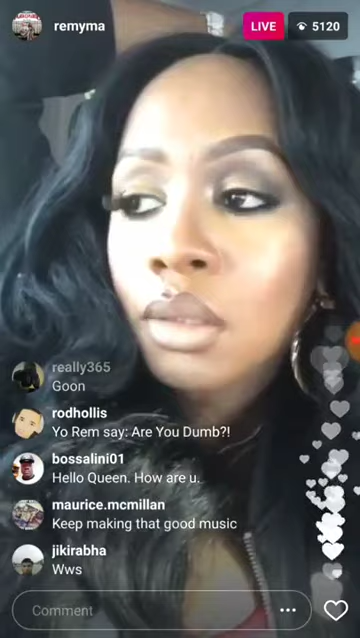 remyma
LIVE
5120
really365
Goon
rodhollis
Yo Rem say: Are You Dumb?!
bossalini01
Hello Queen. How are u.
maurice.mcmillan
Keep making that good music
jikirabha
Wws
Comment